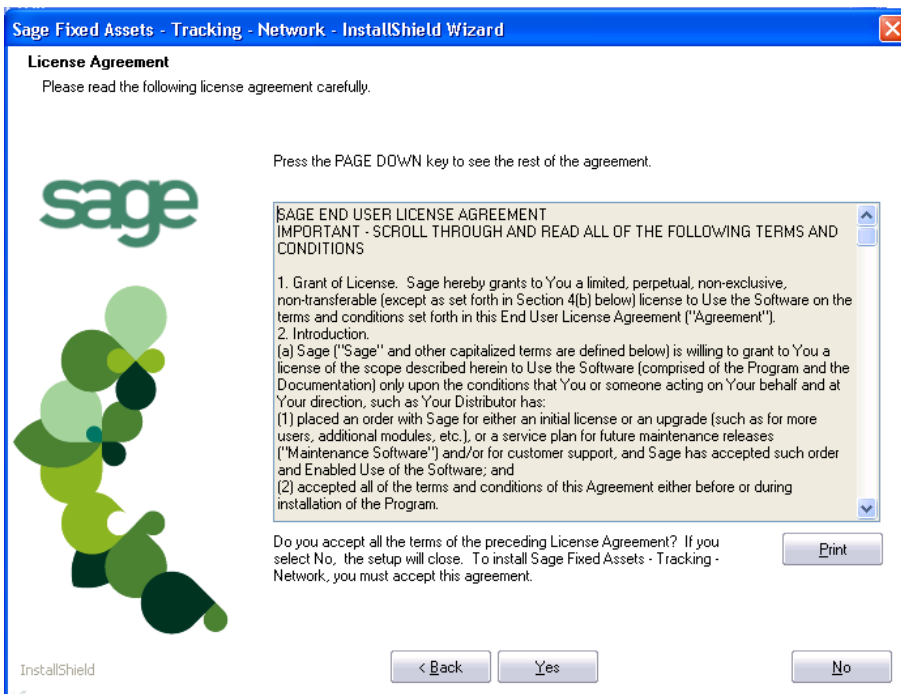 Sage Fixed Assets - Tracking - Network - InstallShield Wizard
License Agreement
Please read the following license agreement carefully.
Press the PAGE DOWN key to see the rest of the agreement.
sage
SAGE END USER LICENSE AGREEMENT
IMPORTANT - SCROLL THROUGH AND READ ALL OF THE FOLLOWING TERMS AND
CONDITIONS
1. Grant of License.  Sage hereby grants to You a limited, perpetual, non-exclusive,
non-transferable (except as set forth in Section 4(b) below) license to Use the Software on the
terms and conditions set forth in this End User License Agreement ("Agreement").
2. Introduction.
(a) Sage ("Sage" and other capitalized terms are defined below) is willing to grant to You a
license of the scope described herein to Use the Software (comprised of the Program and the
Documentation) only upon the conditions that You or someone acting on Your behalf and at
Your direction, such as Your Distributor has:
(1) placed an order with Sage for either an initial license or an upgrade (such as for more
users, additional modules, etc.), or a service plan for future maintenance releases
("Maintenance Software") and/or for customer support, and Sage has accepted such order
and Enabled Use of the Software; and
(2) accepted all of the terms and conditions of this Agreement either before or during
installation of the Program.
Do you accept all the terms of the preceding License Agreement?  If you
select No,  the setup will close.  To install Sage Fixed Assets - Tracking -
Network, you must accept this agreement.
Print
InstallShield
< Back
Yes
No